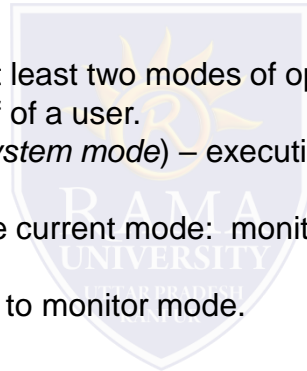 t least two modes of op
f of a user.
ystem mode) – executi
e current mode: monit
to monitor mode.
RAMA
UNIVERSITY
UTTAR PRADESH
KANPUR